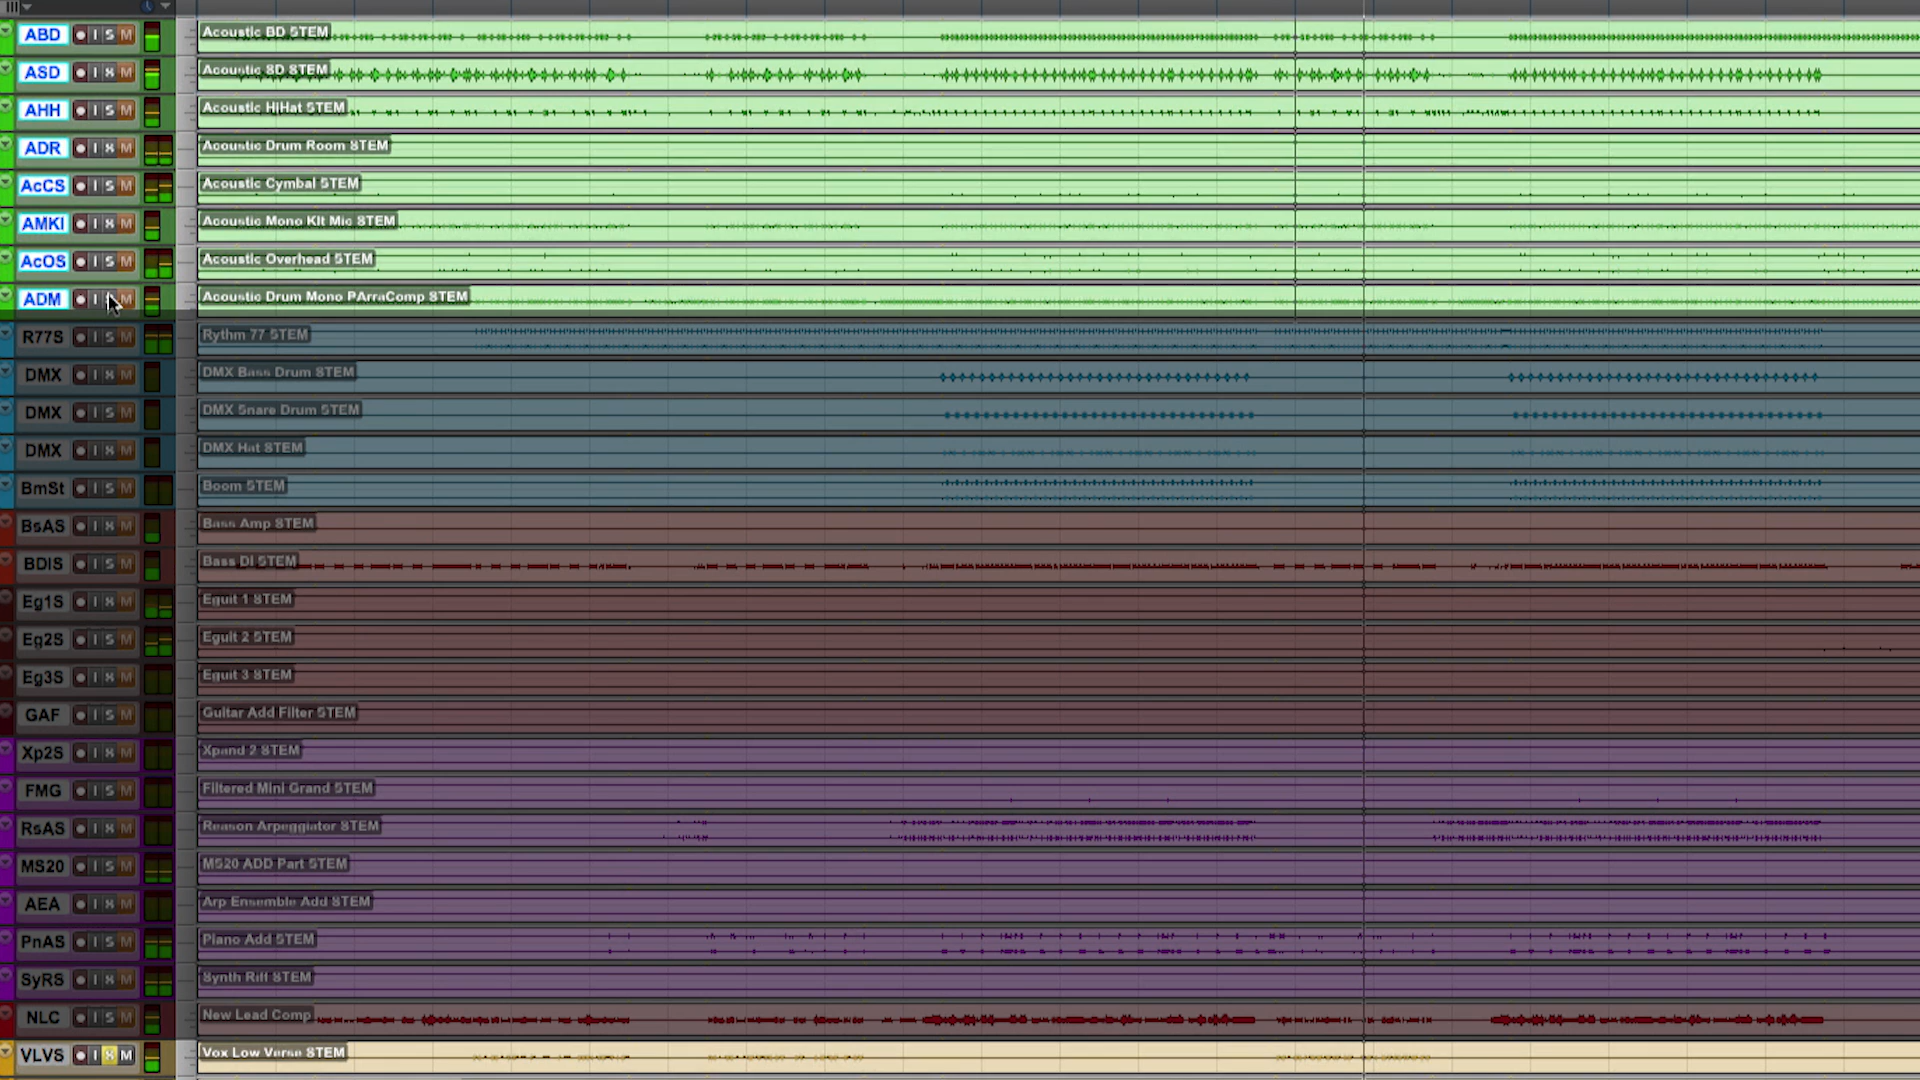 ABD I S M Acoustic BD STEM
ASD I S M Acoustic SD STEM
AHH I S M Acoustic HiHat STEM
ADR I S M Acoustic Drum Room STEM
AcCS I S M Acoustic Cymbal STEM
AMKI I S M Acoustic Mono Kit Mic STEM
AcOS I S M Acoustic Overhead STEM
ADM I M Acoustic Drum Mono PArraComp STEM
R77S I S M Rythm 77 STEM
DMX I S M DMX Bass Drum STEM
DMX I S M DMX Snare Drum STEM
DMX I S M DMX Hat STEM
BmSt I S M Boom STEM
BsAS I S M Bass Amp STEM
BDIS I S M Bass DI STEM
Eg1S I S M Eguit 1 STEM
Eg2S I S M Eguit 2 STEM
Eg3S I S M Eguit 3 STEM
GAF I S M Guitar Add Filter STEM
Xp2S I S M Xpand 2 STEM
FMG I S M Filtered Mini Grand STEM
RsAS I S M Reason Arpeggiator STEM
MS20 I S M MS20 ADD Part STEM
AEA I S M Arp Ensemble Add STEM
PnAS I S M Piano Add STEM
SyRS I S M Synth Riff STEM
NLC I S M New Lead Comp
VLVS I S M Vox Low Verse STEM